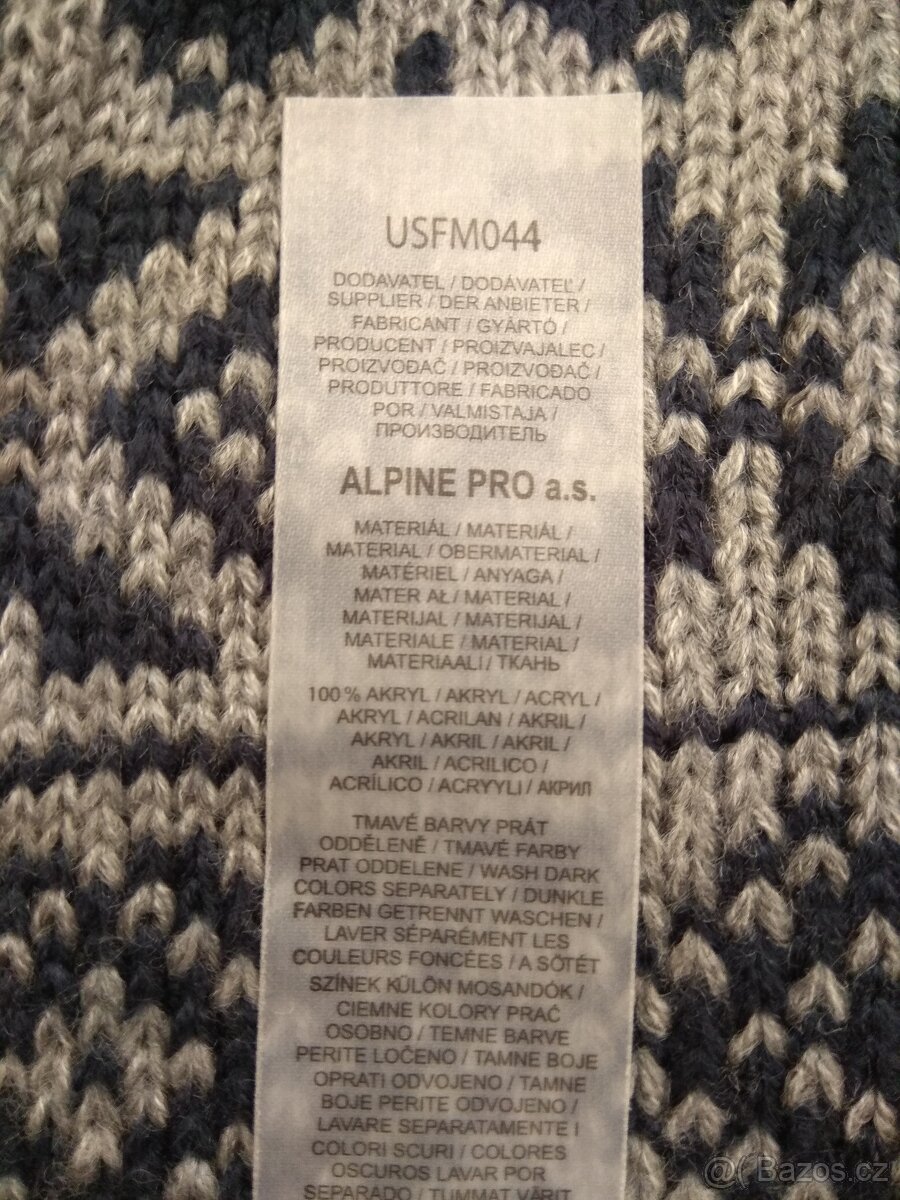 USFM044
DODAVATEL / DODÁVATEĽ /
SUPPLIER / DER ANBIETER /
FABRICANT / GYÁRTÓ /
PRODUCENT / PROIZVAJALEC /
PROIZVOĐAČ / PROIZVOĐAČ /
PRODUTTORE / FABRICADO
POR / VALMISTAJA /
ПРОИЗВОДИТЕЛЬ
ALPINE PRO a.s.
MATERIÁL / MATERIÁL /
MATERIAL / OBERMATERIAL /
MATÉRIEL / ANYAGA /
MATER AŁ / MATERIAL /
MATERIJAL / MATERIJAL /
MATERIALE / MATERIAL /
MATERIAALI / ТКАНЬ
100 % AKRYL / AKRYL / ACRYL /
AKRYL / ACRILAN / AKRIL /
AKRYL / AKRIL / AKRIL /
AKRIL / ACRILICO /
ACRÍLICO / ACRYYLI / АКРИЛ
TMAVÉ BARVY PRÁT
ODDĚLENĚ / TMAVÉ FARBY
PRAT ODDELENE / WASH DARK
COLORS SEPARATELY / DUNKLE
FARBEN GETRENNT WASCHEN /
LAVER SÉPARÉMENT LES
COULEURS FONCÉES / A SÖTÉT
SZÍNEK KÜLÖN MOSANDÓK /
CIEMNE KOLORY PRAĆ
OSOBNO / TEMNE BARVE
PERITE LOČENO / TAMNE BOJE
OPRATI ODVOJENO / TAMNE
BOJE PERITE ODVOJENO /
LAVARE SEPARATAMENTE I
COLORI SCURI / COLORES
OSCUROS LAVAR POR
SEPARADO / TUMMAT VÄRIT
@ Bazos.cz